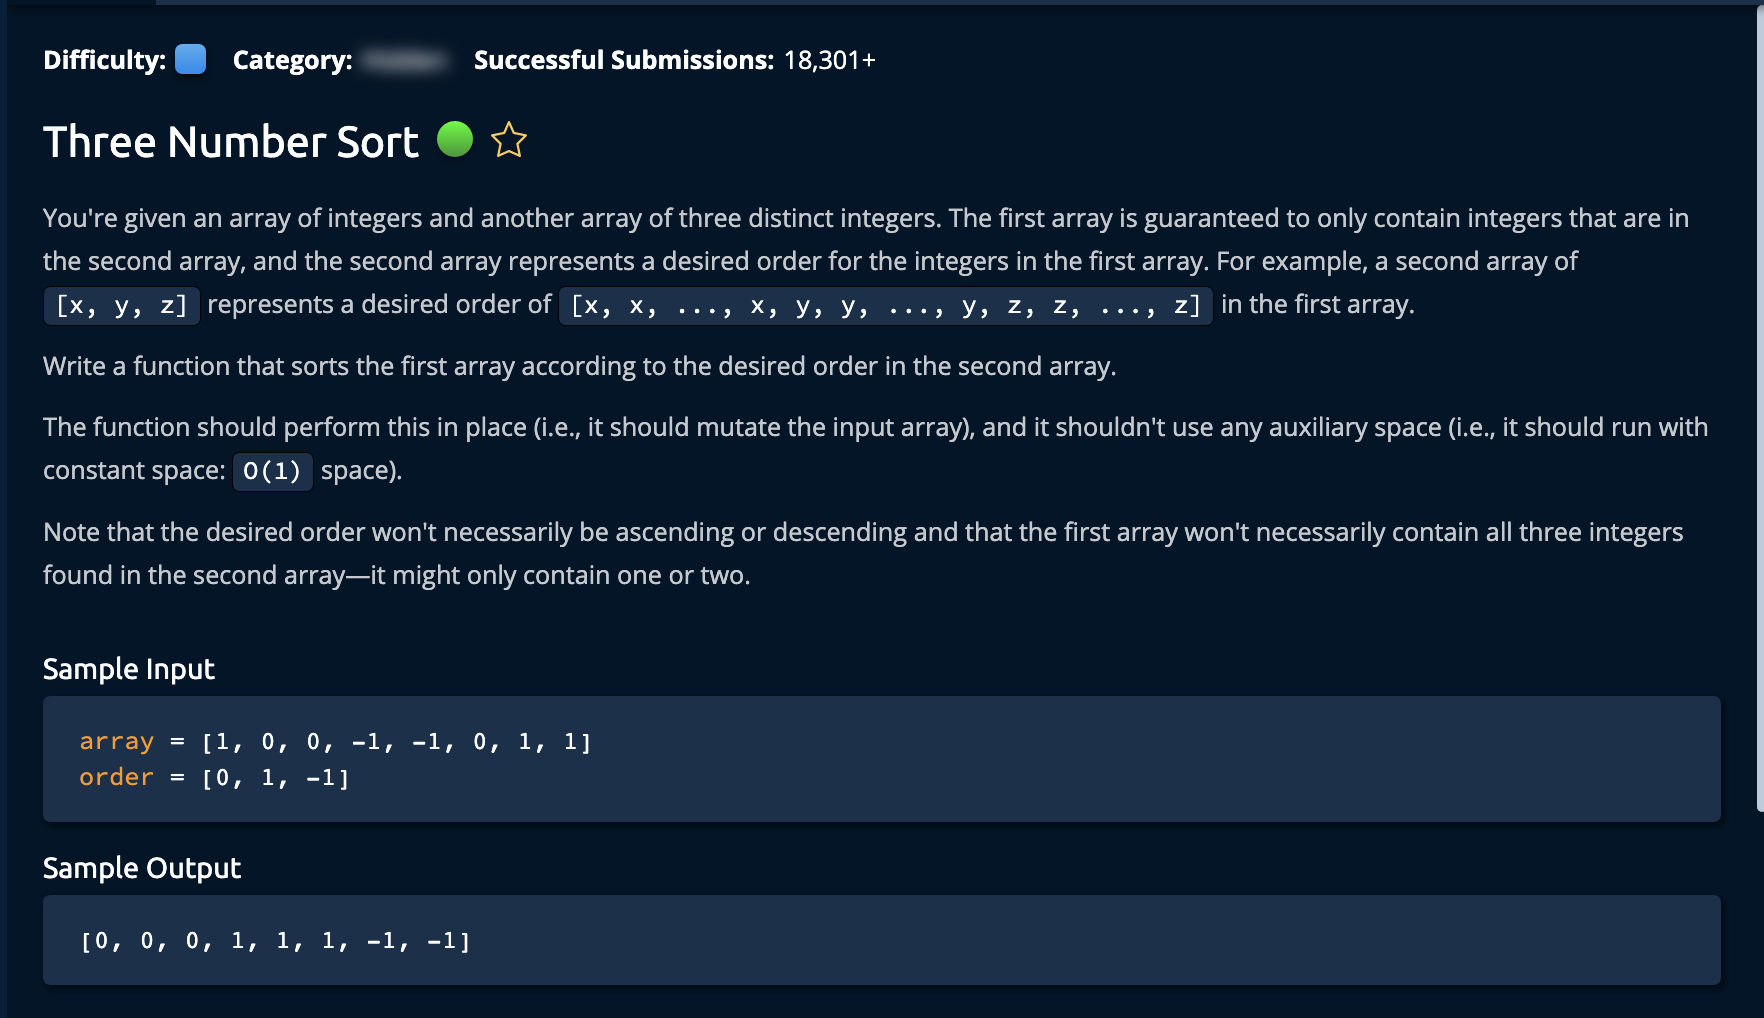 Difficulty: Category: Successful Submissions: 18,301+
Three Number Sort
You're given an array of integers and another array of three distinct integers. The first array is guaranteed to only contain integers that are in
the second array, and the second array represents a desired order for the integers in the first array. For example, a second array of
[x, y, z] represents a desired order of [x, x, ..., x, y, y, ..., y, z, z, ..., z] in the first array.
Write a function that sorts the first array according to the desired order in the second array.
The function should perform this in place (i.e., it should mutate the input array), and it shouldn't use any auxiliary space (i.e., it should run with
constant space: O(1) space).
Note that the desired order won't necessarily be ascending or descending and that the first array won't necessarily contain all three integers
found in the second array—it might only contain one or two.
Sample Input
array = [1, 0, 0, -1, -1, 0, 1, 1]
order = [0, 1, -1]
Sample Output
[0, 0, 0, 1, 1, 1, -1, -1]